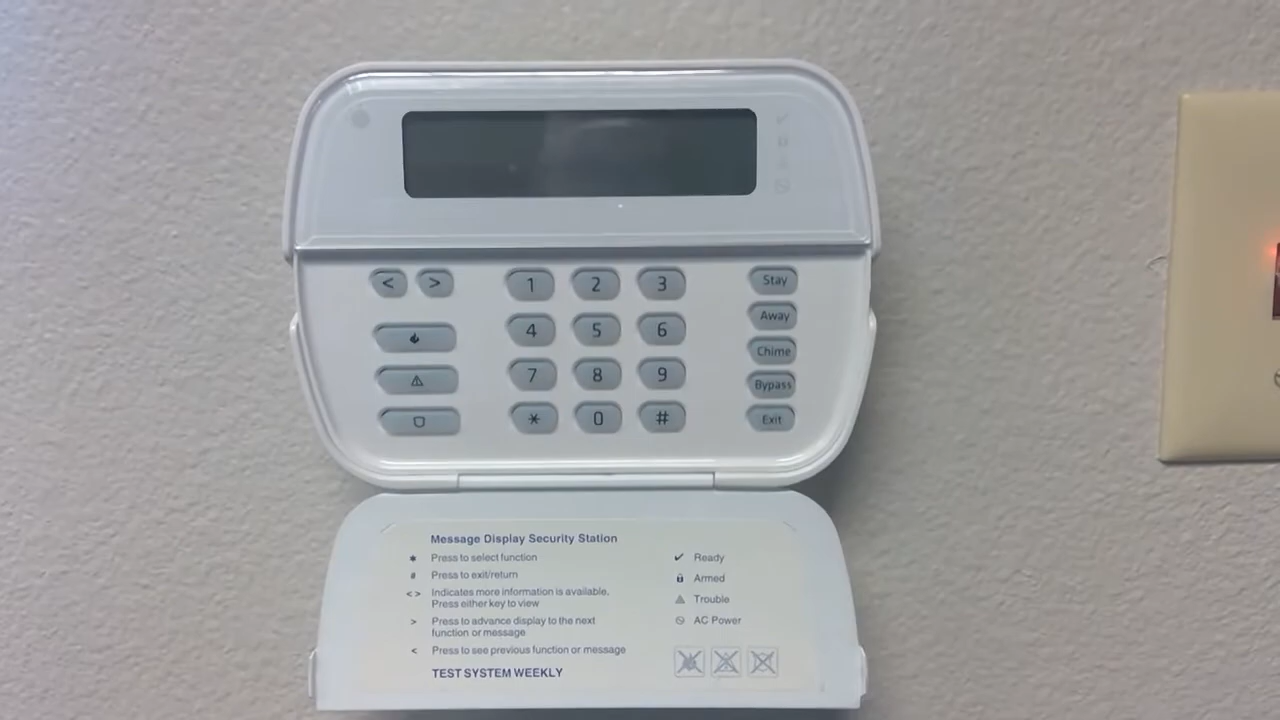 < >
1 2 3
4 5 6
7 8 9
* 0 #
Stay
Away
Chime
Bypass
Exit
Message Display Security Station
* Press to select function
# Press to exit/return
< > Indicates more information is available.
Press either key to view
> Press to advance display to the next
function or message
< Press to see previous function or message
TEST SYSTEM WEEKLY
Ready
Armed
Trouble
AC Power